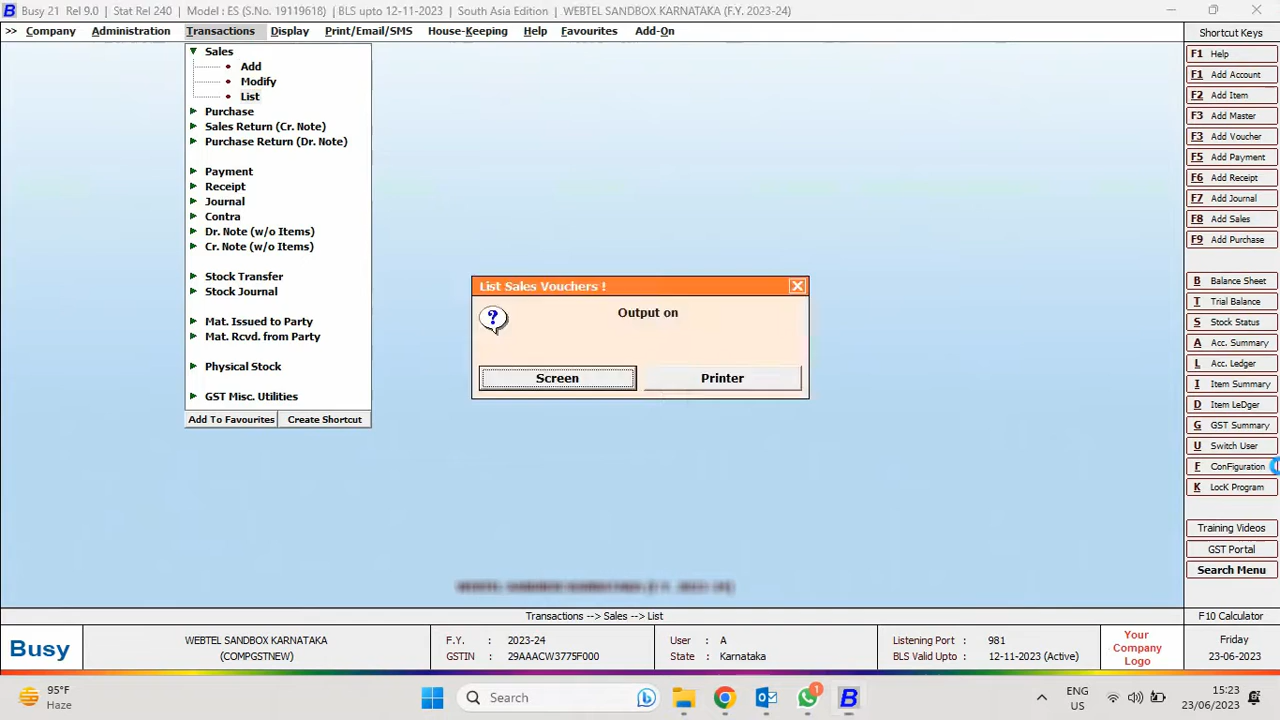 Busy 21 Rel 9.0 | Stat Rel 240 | Model : ES (S.No. 19119618) | BLS upto 12-11-2023 | South Asia Edition | WEBTEL SANDBOX KARNATAKA (F.Y. 2023-24)
>> Company Administration Transactions Display Print/Email/SMS House-Keeping Help Favourites Add-On
Shortcut Keys
Sales
Add
Modify
List
Purchase
Sales Return (Cr. Note)
Purchase Return (Dr. Note)
Payment
Receipt
Journal
Contra
Dr. Note (w/o Items)
Cr. Note (w/o Items)
Stock Transfer
Stock Journal
Mat. Issued to Party
Mat. Rcvd. from Party
Physical Stock
GST Misc. Utilities
Add To Favourites Create Shortcut
List Sales Vouchers !
?
Output on
Screen Printer
F1 Help
F1 Add Account
F2 Add Item
F3 Add Master
F3 Add Voucher
F5 Add Payment
F6 Add Receipt
F7 Add Journal
F8 Add Sales
F9 Add Purchase
B Balance Sheet
T Trial Balance
S Stock Status
A Acc. Summary
L Acc. Ledger
I Item Summary
D Item LeDger
G GST Summary
U Switch User
F ConFiguration
K LocK Program
Training Videos
GST Portal
Search Menu
WEBTEL SANDBOX KARNATAKA (F.Y. 2023-24)
Transactions --> Sales --> List
F10 Calculator
Busy
WEBTEL SANDBOX KARNATAKA
(COMPGSTNEW)
F.Y. : 2023-24
GSTIN : 29AAACW3775F000
User : A
State : Karnataka
Listening Port : 981
BLS Valid Upto : 12-11-2023 (Active)
Your
Company
Logo
Friday
23-06-2023
95°F
Haze
Search
1
ENG
US
15:23
23/06/2023